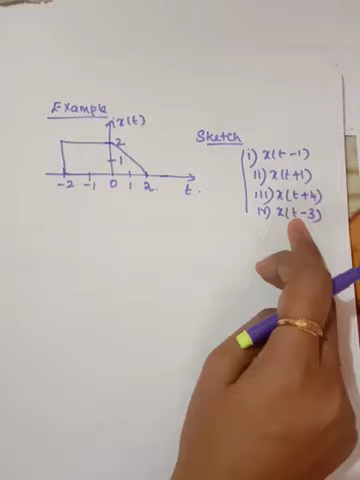 Example
x(t)
2
1
-2 -1 0 1 2 t
Sketch
i) x(t-1)
ii) x(t+1)
iii) x(t+4)
iv) x(t-3)